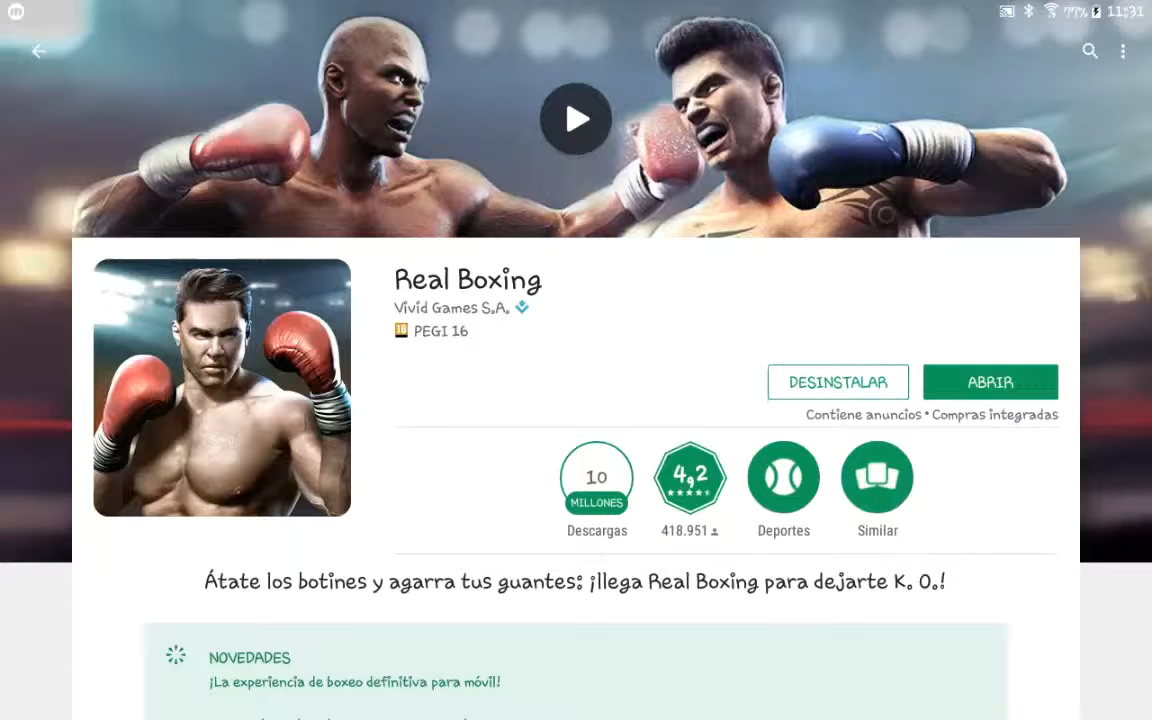 77% 11:31
Real Boxing
Vivid Games S.A.
16 PEGI 16
DESINSTALAR ABRIR
Contiene anuncios • Compras integradas
10
MILLONES
4,2
Descargas 418.951 Deportes Similar
Átate los botines y agarra tus guantes: ¡llega Real Boxing para dejarte K. O.!
NOVEDADES
¡La experiencia de boxeo definitiva para móvil!